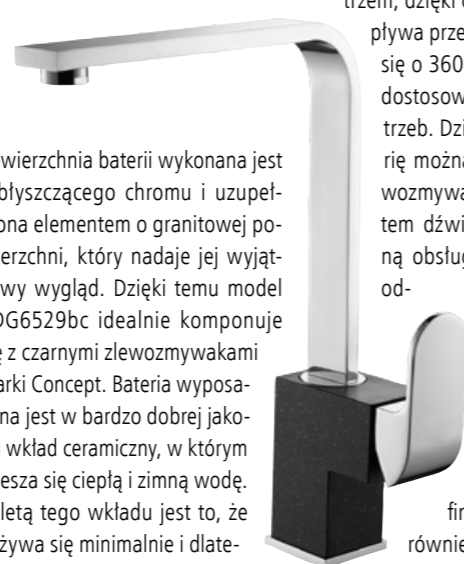 wierzchnia baterii wykonana jest
błyszczącego chromu i uzupeł-
ona elementem o granitowej po-
erzchni, który nadaje jej wyjąt-
wy wygląd. Dzięki temu model
DG6529bc idealnie komponuje
z czarnymi zlewozmywakami
arki Concept. Bateria wyposa-
na jest w bardzo dobrej jako-
wkład ceramiczny, w którym
esza się ciepłą i zimną wodę.
letą tego wkładu jest to, że
żywa się minimalnie i dlate-
trzem, dzięki
pływa prze
się o 360
dostosow
trzeb. Dzi
rię można
wozmywa
tem dźwi
ną obsług
od-
fir
równie